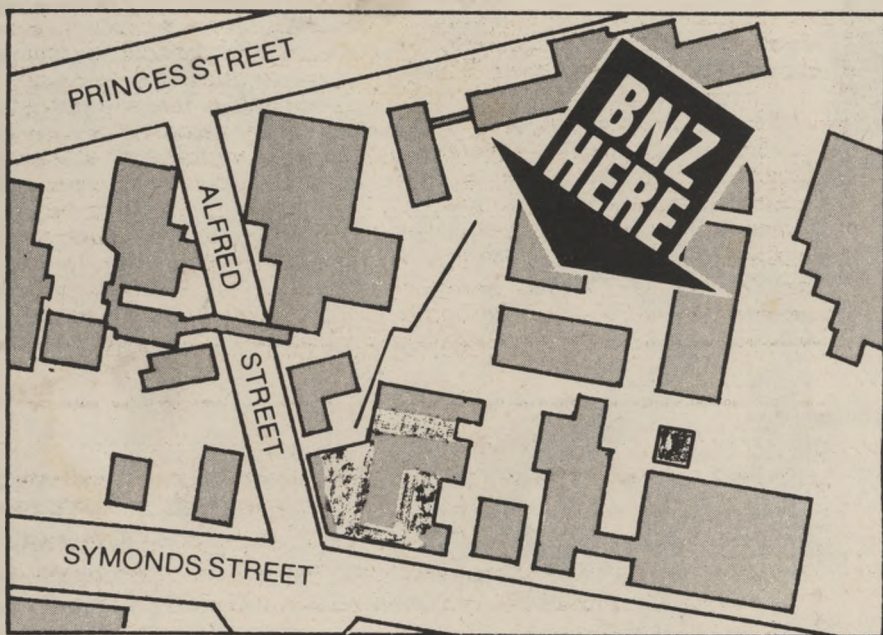 PRINCES STREET
BNZ
HERE
ALFRED
STREET
SYMONDS STREET